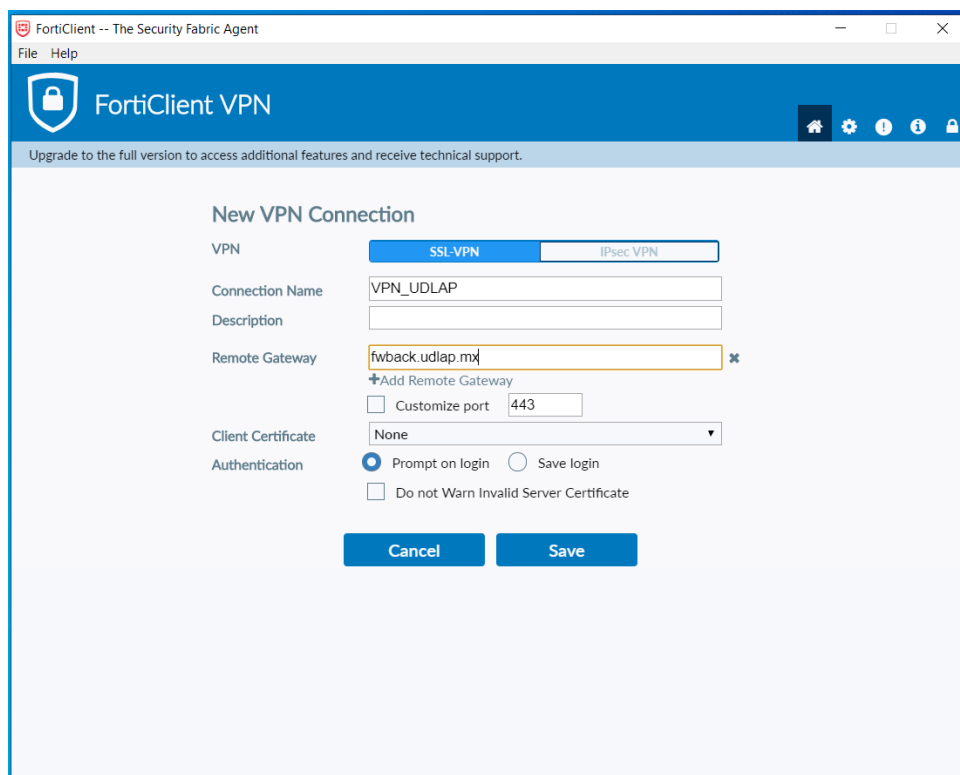 FortiClient -- The Security Fabric Agent
File Help
FortiClient VPN
Upgrade to the full version to access additional features and receive technical support.
New VPN Connection
VPN SSL-VPN IPsec VPN
Connection Name VPN_UDLAP
Description
Remote Gateway fwback.udlap.mx
+Add Remote Gateway
Customize port 443
Client Certificate None
Authentication Prompt on login Save login
Do not Warn Invalid Server Certificate
Cancel Save